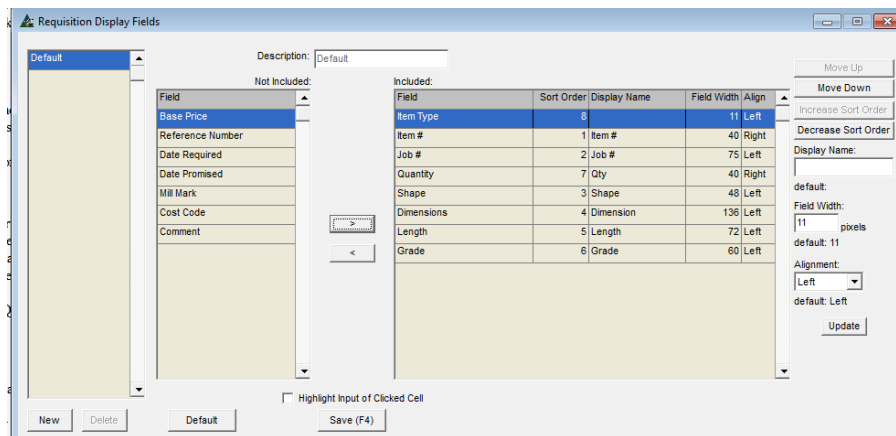 Requisition Display Fields
Default
Description: Default
Not Included:
Included:
Field
Base Price
Reference Number
Date Required
Date Promised
Mill Mark
Cost Code
Comment
>
<
Field Sort Order Display Name Field Width Align
Item Type 8 11 Left
Item # 1 Item # 40 Right
Job # 2 Job # 75 Left
Quantity 7 Qty 40 Right
Shape 3 Shape 48 Left
Dimensions 4 Dimension 136 Left
Length 5 Length 72 Left
Grade 6 Grade 60 Left
Move Up
Move Down
Increase Sort Order
Decrease Sort Order
Display Name:
default:
Field Width:
11 pixels
default: 11
Alignment:
Left
default: Left
Update
Highlight Input of Clicked Cell
New Delete Default Save (F4)